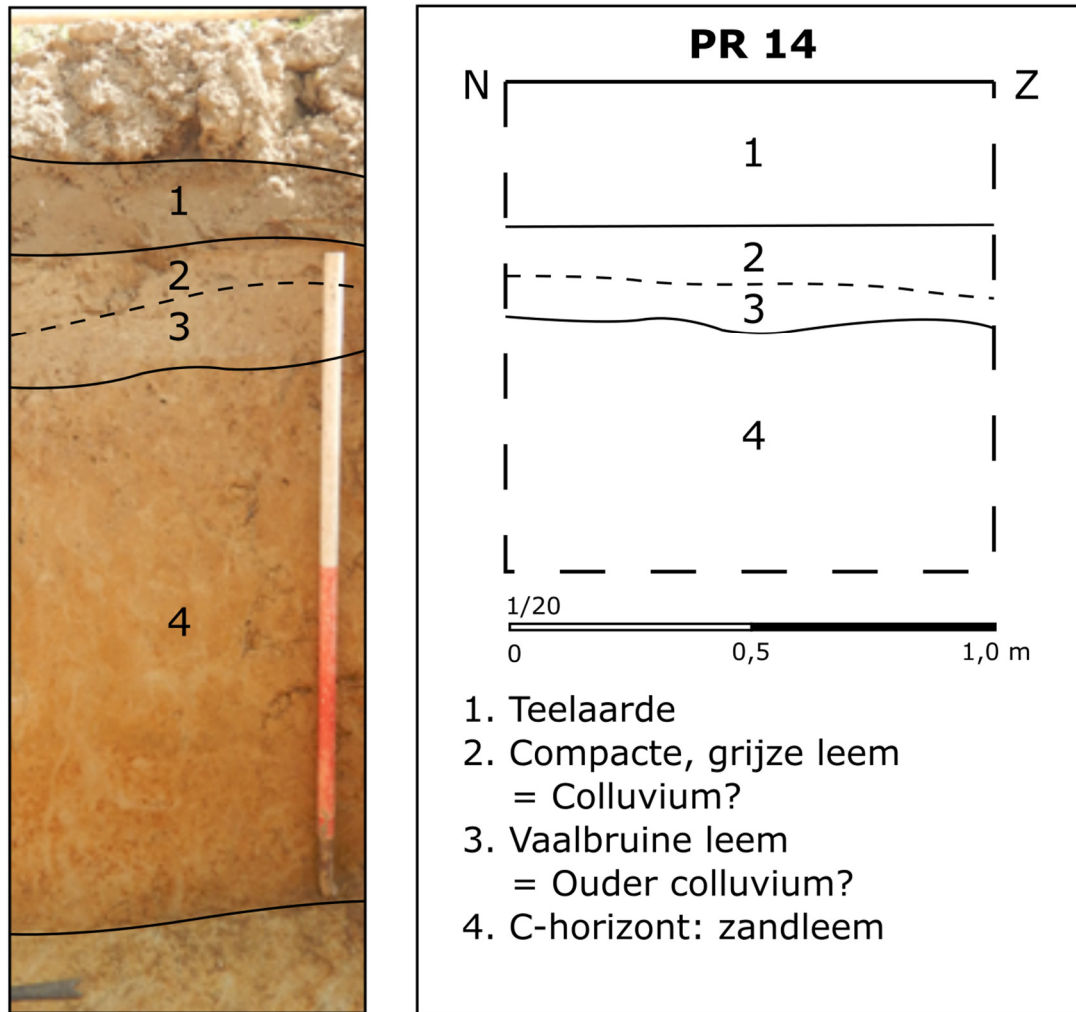 1
2
3
4
PR 14
N
Z
1
2
3
4
1/20
0
0,5
1,0 m
1. Teelaarde
2. Compacte, grijze leem
= Colluvium?
3. Vaalbruine leem
= Ouder colluvium?
4. C-horizont: zandleem